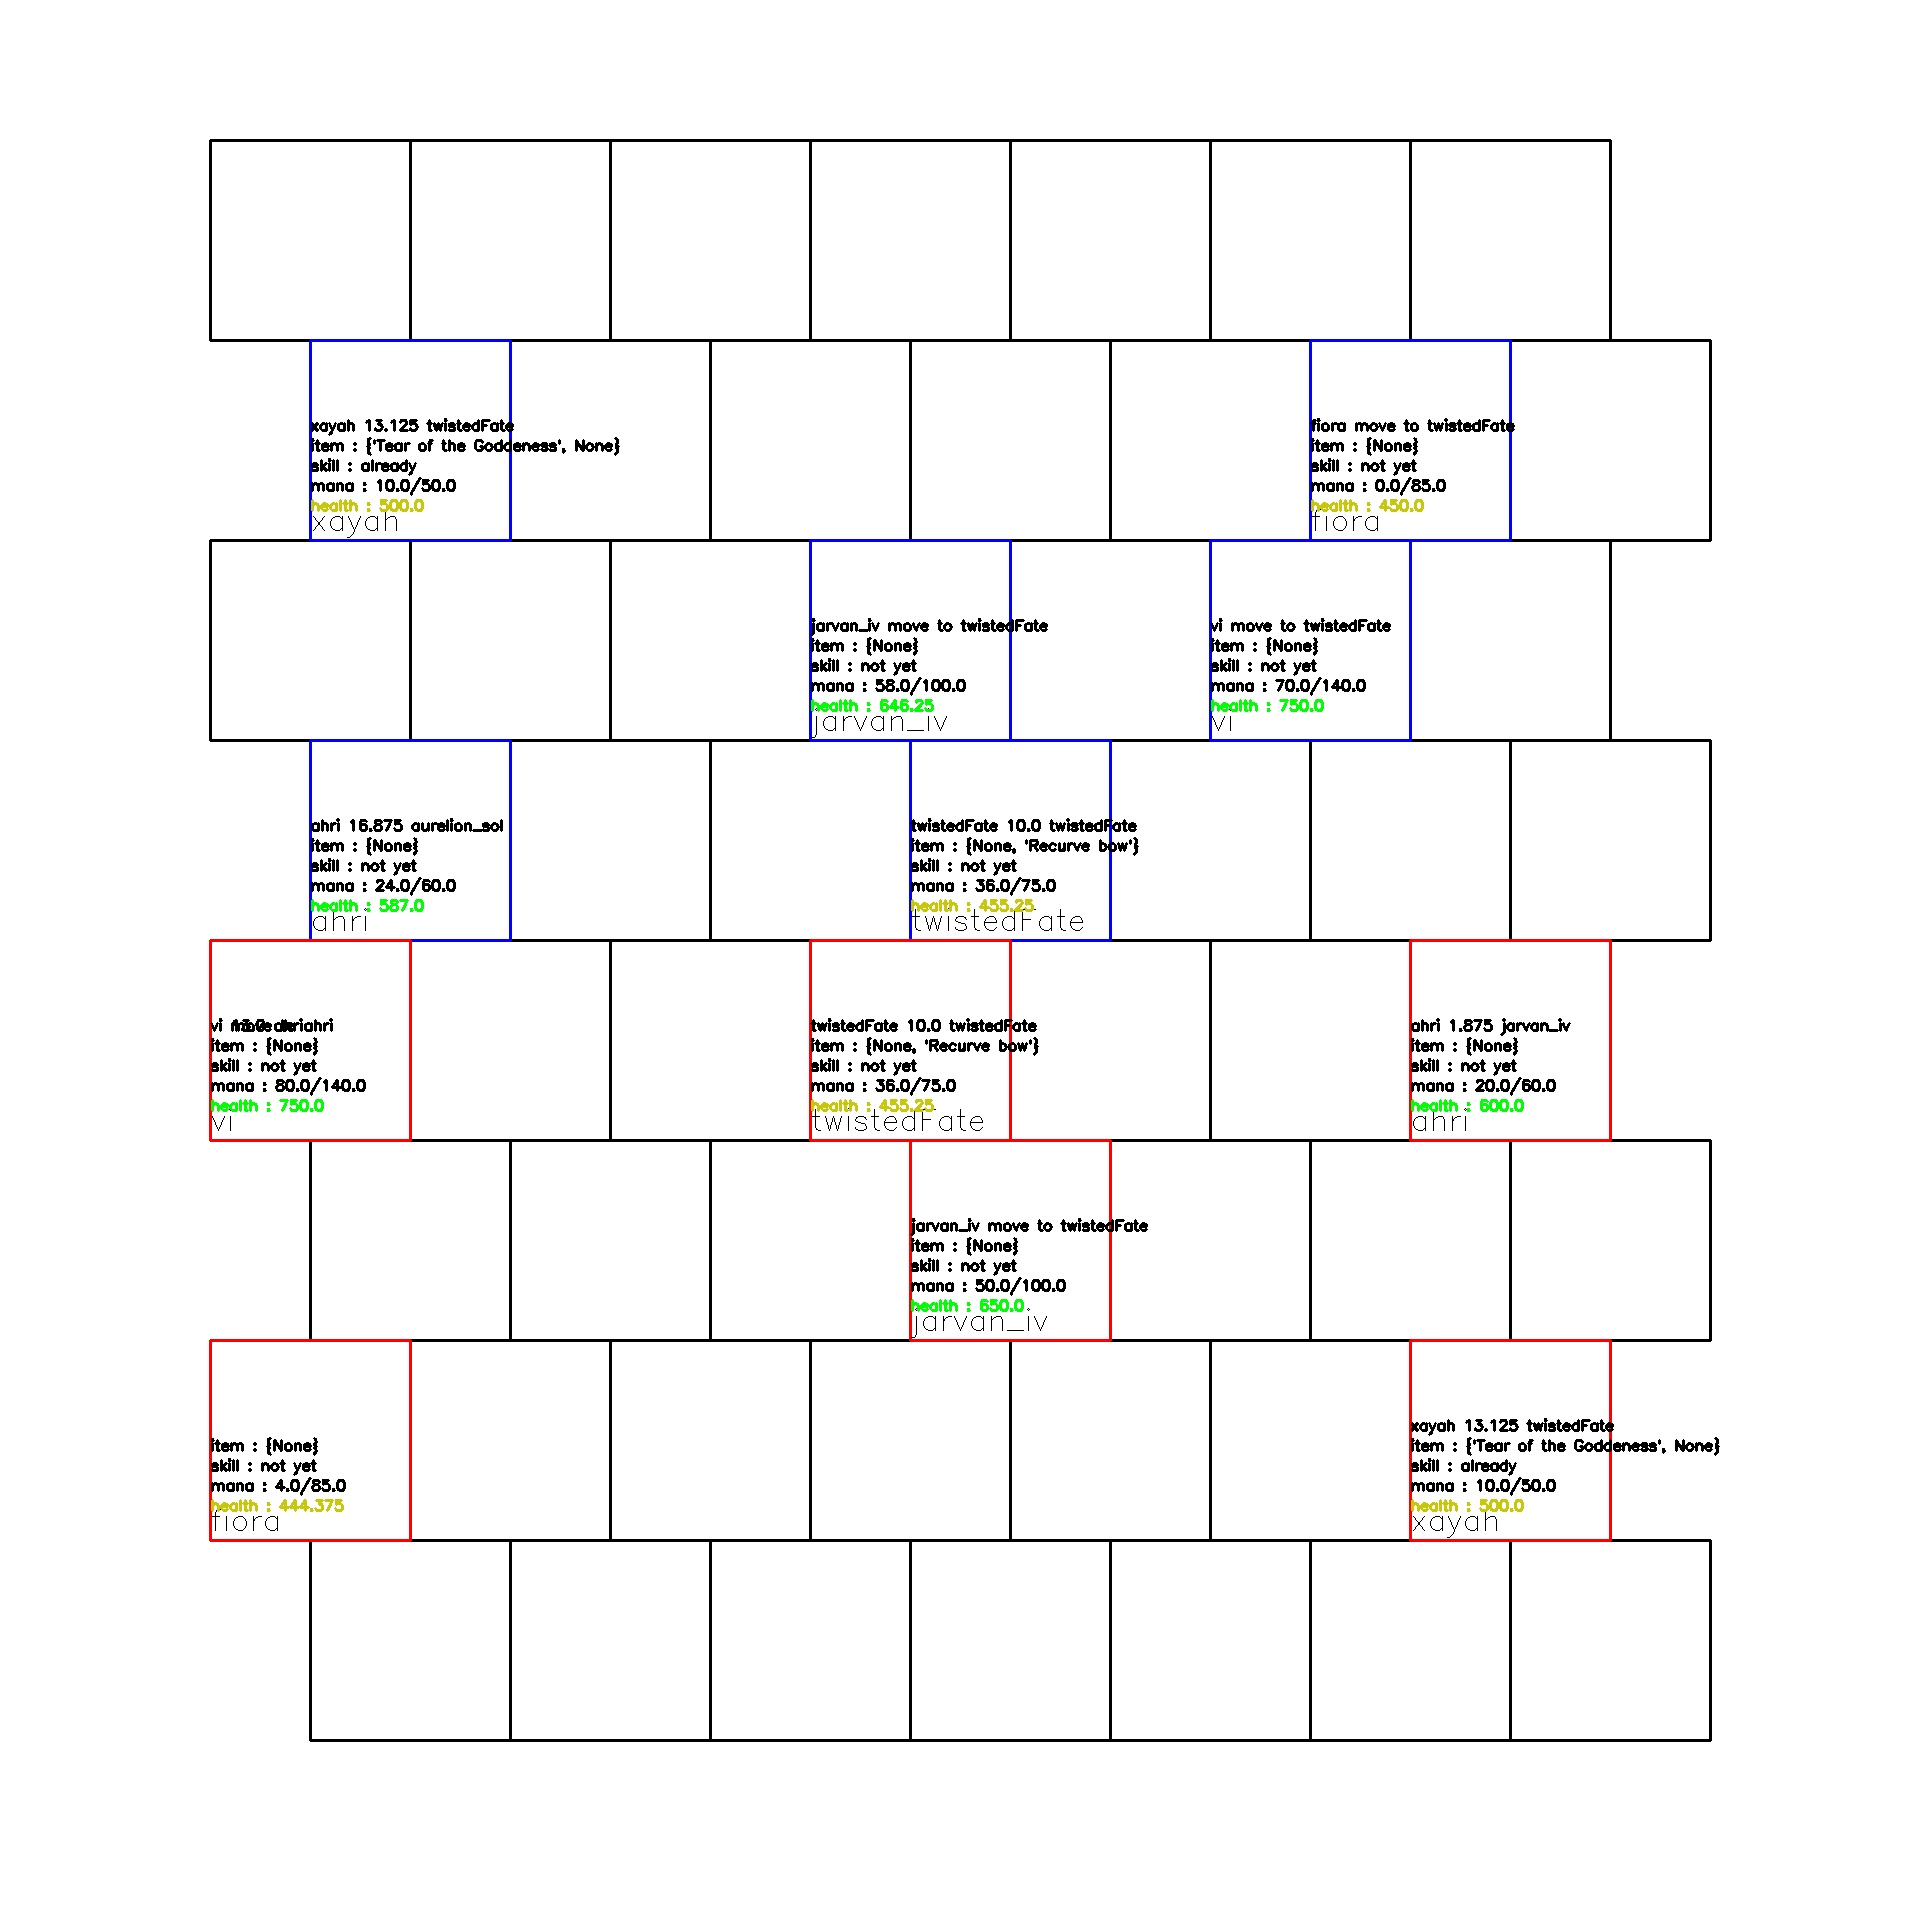 xayah 13.125 twistedFate
item : {'Tear of the Goddeness', None}
skill : already
mana : 10.0/50.0
health : 500.0
xayah
fiora move to twistedFate
item : {None}
skill : not yet
mana : 0.0/85.0
health : 450.0
fiora
jarvan_iv move to twistedFate
item : {None}
skill : not yet
mana : 58.0/100.0
health : 646.25
jarvan_iv
vi move to twistedFate
item : {None}
skill : not yet
mana : 70.0/140.0
health : 750.0
vi
ahri 16.875 aurelion_sol
item : {None}
skill : not yet
mana : 24.0/60.0
health : 587.0
ahri
twistedFate 10.0 twistedFate
item : {None, 'Recurve bow'}
skill : not yet
mana : 36.0/75.0
health : 455.25
twistedFate
vi
item : {None}
skill : not yet
mana : 80.0/140.0
health : 750.0
vi
twistedFate 10.0 twistedFate
item : {None, 'Recurve bow'}
skill : not yet
mana : 36.0/75.0
health : 455.25
twistedFate
ahri 1.875 jarvan_iv
item : {None}
skill : not yet
mana : 20.0/60.0
health : 600.0
ahri
jarvan_iv move to twistedFate
item : {None}
skill : not yet
mana : 50.0/100.0
health : 650.0
jarvan_iv
item : {None}
skill : not yet
mana : 4.0/85.0
health : 444.375
fiora
xayah 13.125 twistedFate
item : {'Tear of the Goddeness', None}
skill : already
mana : 10.0/50.0
health : 500.0
xayah